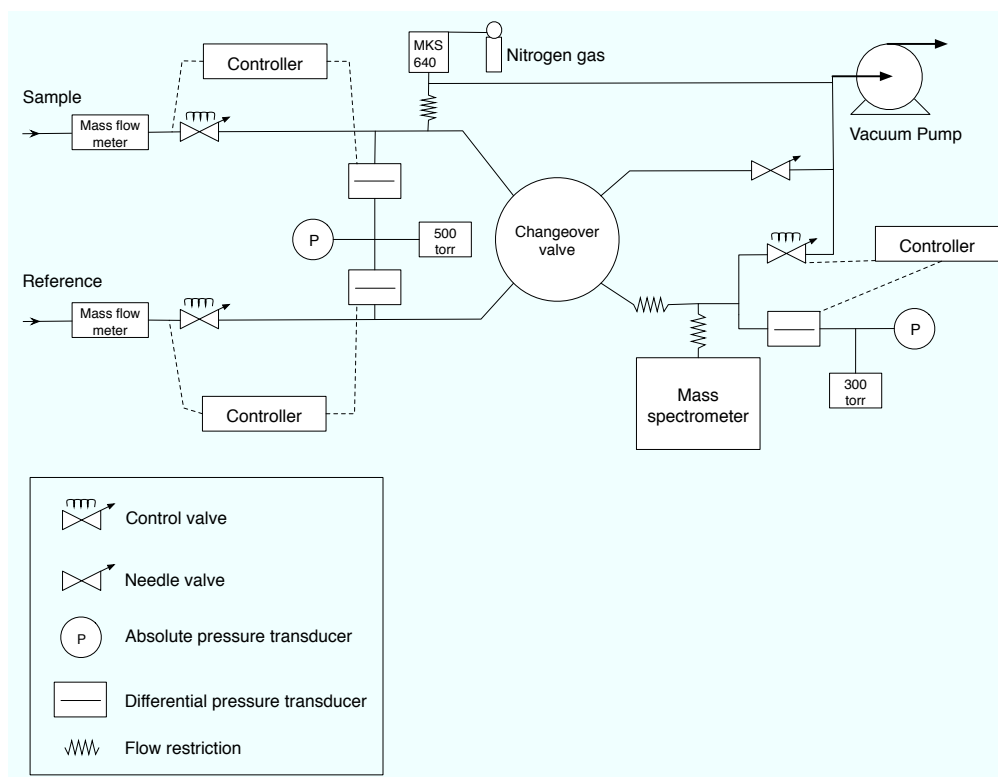 Controller
MKS
640
Nitrogen gas
Sample
Mass flow
meter
Vacuum Pump
P
500
torr
Changeover
valve
Controller
Reference
Mass flow
meter
P
300
torr
Controller
Mass
spectrometer
Control valve
Needle valve
P
Absolute pressure transducer
Differential pressure transducer
Flow restriction